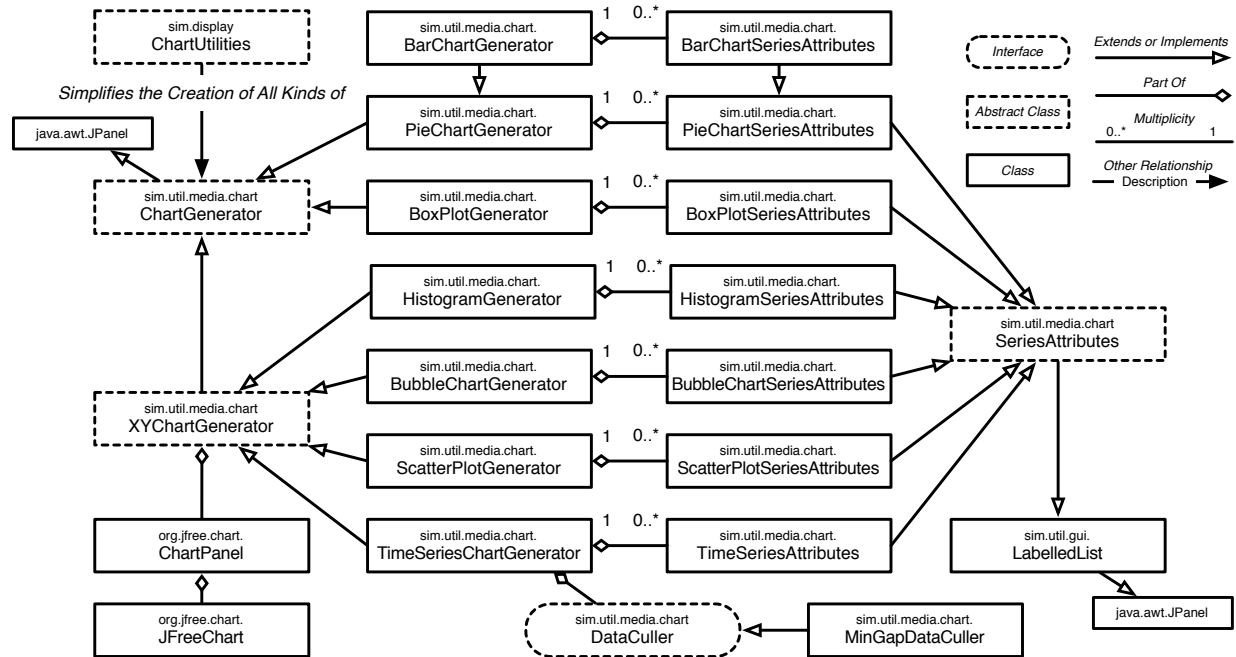 sim.display
ChartUtilities
Simplifies the Creation of All Kinds of
java.awt.JPanel
sim.util.media.chart
ChartGenerator
sim.util.media.chart
XYChartGenerator
org.jfree.chart.
ChartPanel
org.jfree.chart.
JFreeChart
sim.util.media.chart.
BarChartGenerator
1 0..*
sim.util.media.chart.
BarChartSeriesAttributes
sim.util.media.chart.
PieChartGenerator
1 0..*
sim.util.media.chart.
PieChartSeriesAttributes
sim.util.media.chart.
BoxPlotGenerator
1 0..*
sim.util.media.chart.
BoxPlotSeriesAttributes
sim.util.media.chart.
HistogramGenerator
1 0..*
sim.util.media.chart.
HistogramSeriesAttributes
sim.util.media.chart.
BubbleChartGenerator
1 0..*
sim.util.media.chart.
BubbleChartSeriesAttributes
sim.util.media.chart.
ScatterPlotGenerator
1 0..*
sim.util.media.chart.
ScatterPlotSeriesAttributes
sim.util.media.chart.
TimeSeriesChartGenerator
1 0..*
sim.util.media.chart.
TimeSeriesAttributes
sim.util.media.chart
DataCuller
sim.util.media.chart.
MinGapDataCuller
Interface
Abstract Class
Class
Extends or Implements
Part Of
Multiplicity
0..* 1
Other Relationship
Description
sim.util.media.chart
SeriesAttributes
sim.util.gui.
LabelledList
java.awt.JPanel